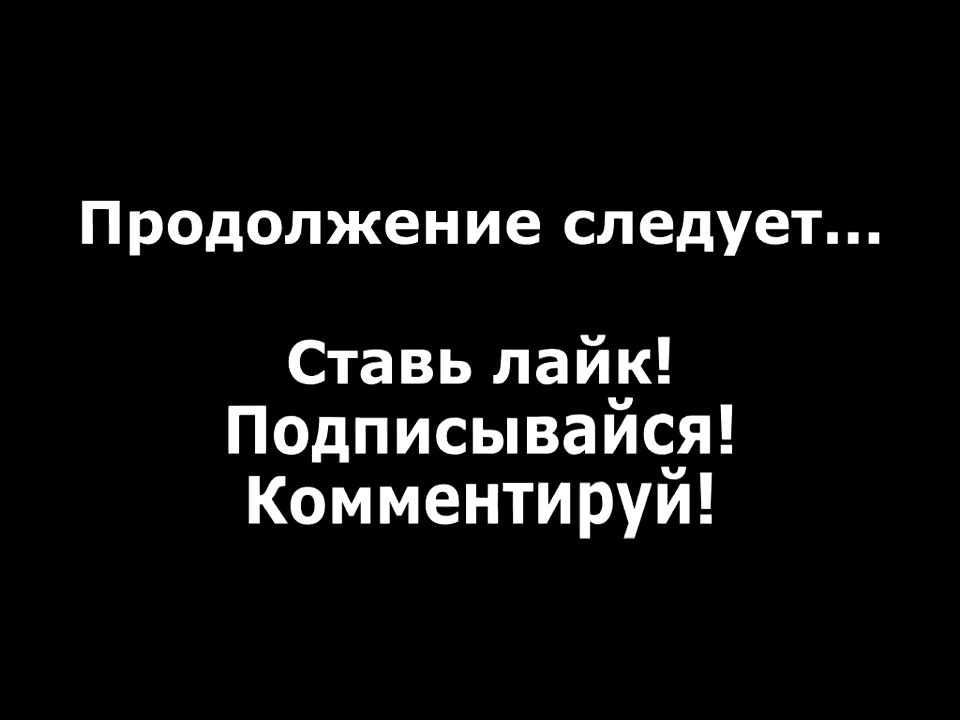 Продолжение следует...
Ставь лайк!
Подписывайся!
Комментируй!